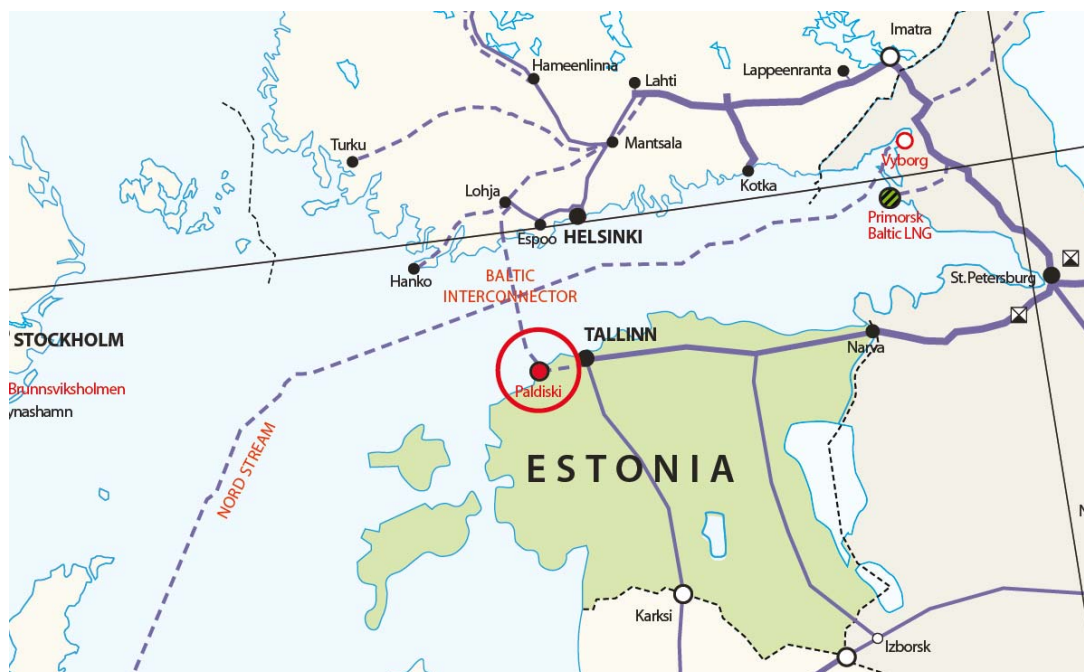 Imatra
Hameenlinna
Lahti
Lappeenranta
Turku
Mantsala
Vyborg
Lohja
Kotka
Primorsk
Baltic LNG
Espoo
HELSINKI
Hanko
BALTIC
INTERCONNECTOR
St.Petersburg
STOCKHOLM
TALLINN
Narva
Brunnsviksholmen
ynashamn
Paldiski
NORD STREAM
ESTONIA
N
Karksi
Izborsk